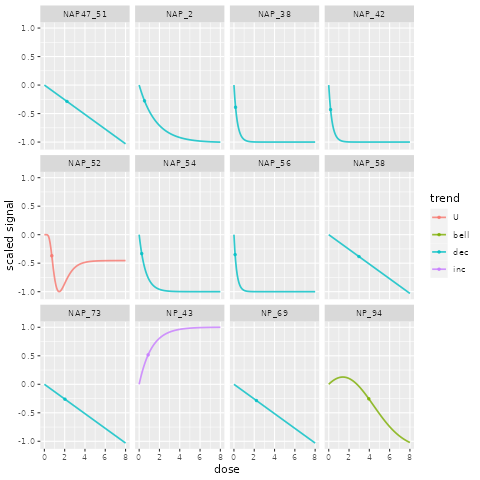 NAP47_51 NAP_2 NAP_38 NAP_42
1.0
0.5
0.0
-0.5
-1.0
NAP_52 NAP_54 NAP_56 NAP_58
1.0
0.5
0.0
-0.5
-1.0
NAP_73 NP_43 NP_69 NP_94
1.0
0.5
0.0
-0.5
-1.0
0 2 4 6 8 0 2 4 6 8 0 2 4 6 8 0 2 4 6 8
dose
scaled signal
trend
U
bell
dec
inc